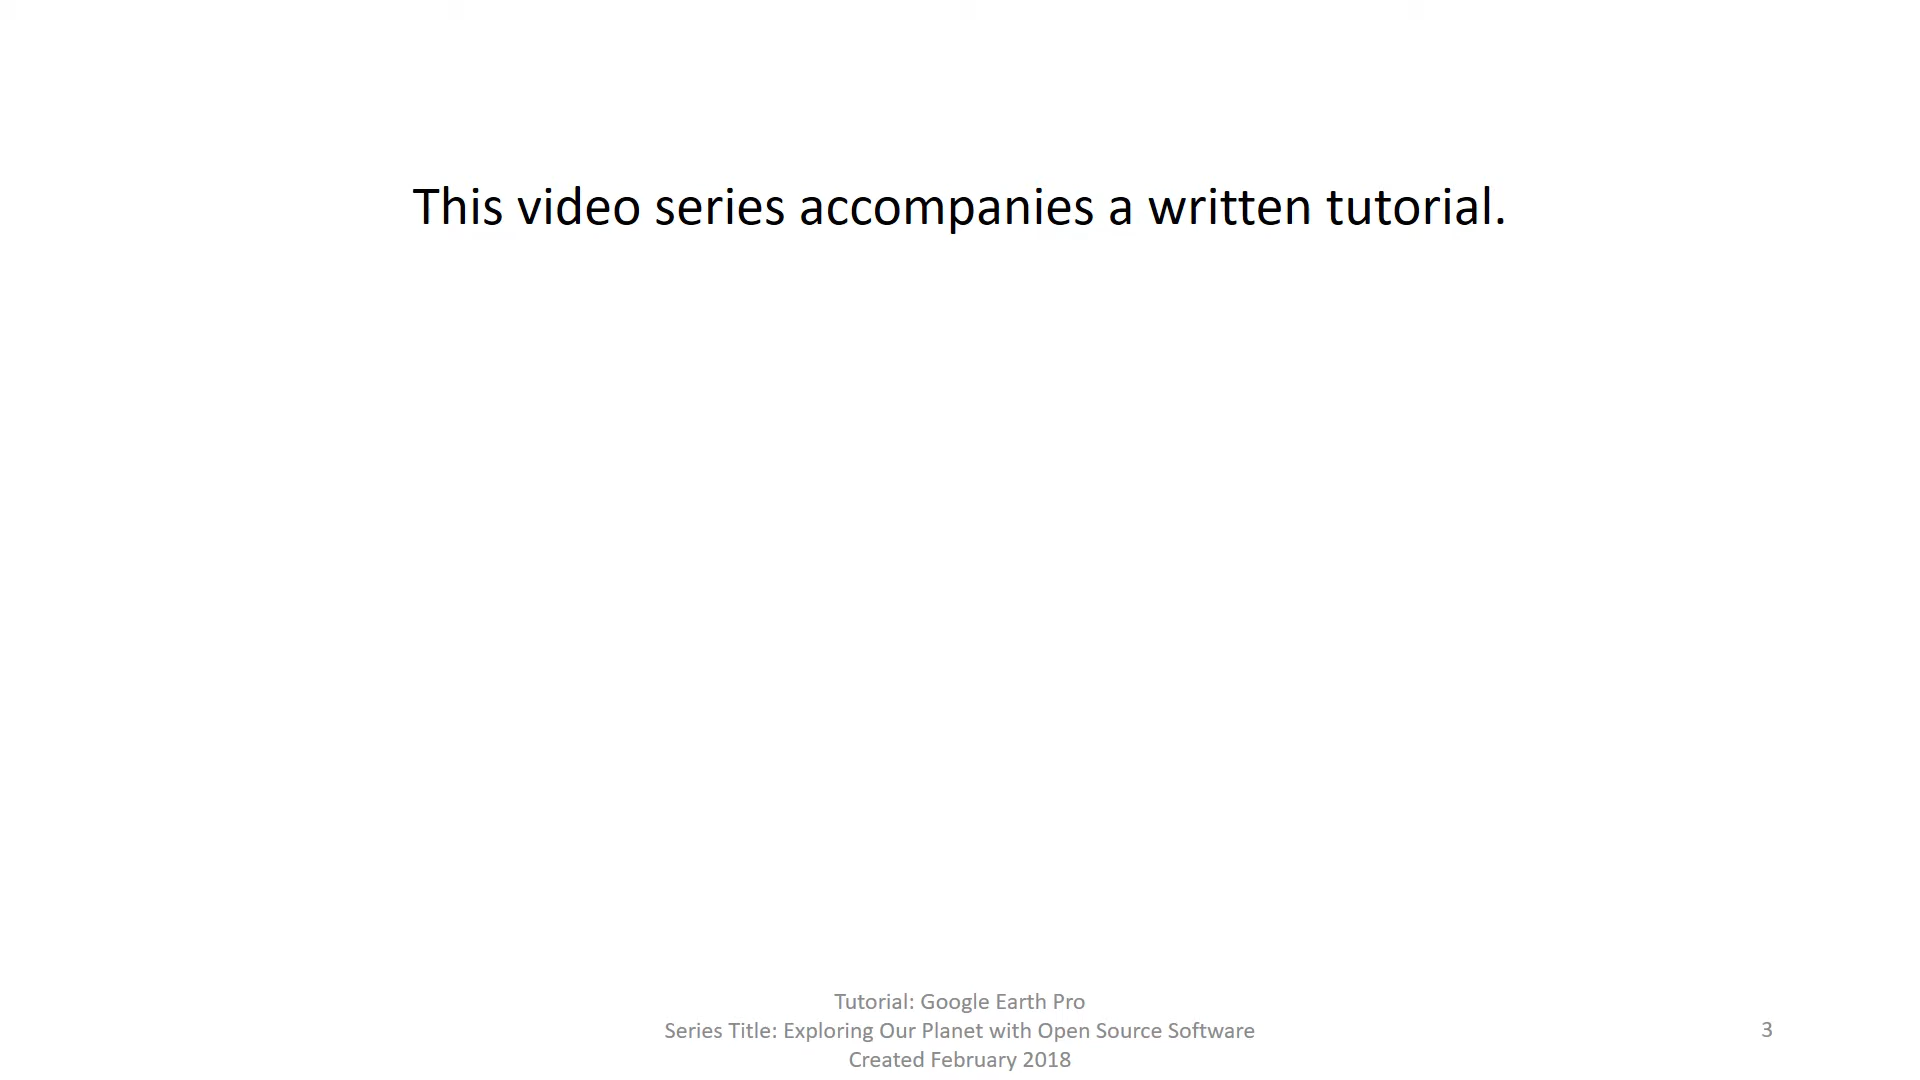 This video series accompanies a written tutorial.
Tutorial: Google Earth Pro
Series Title: Exploring Our Planet with Open Source Software
Created February 2018
3